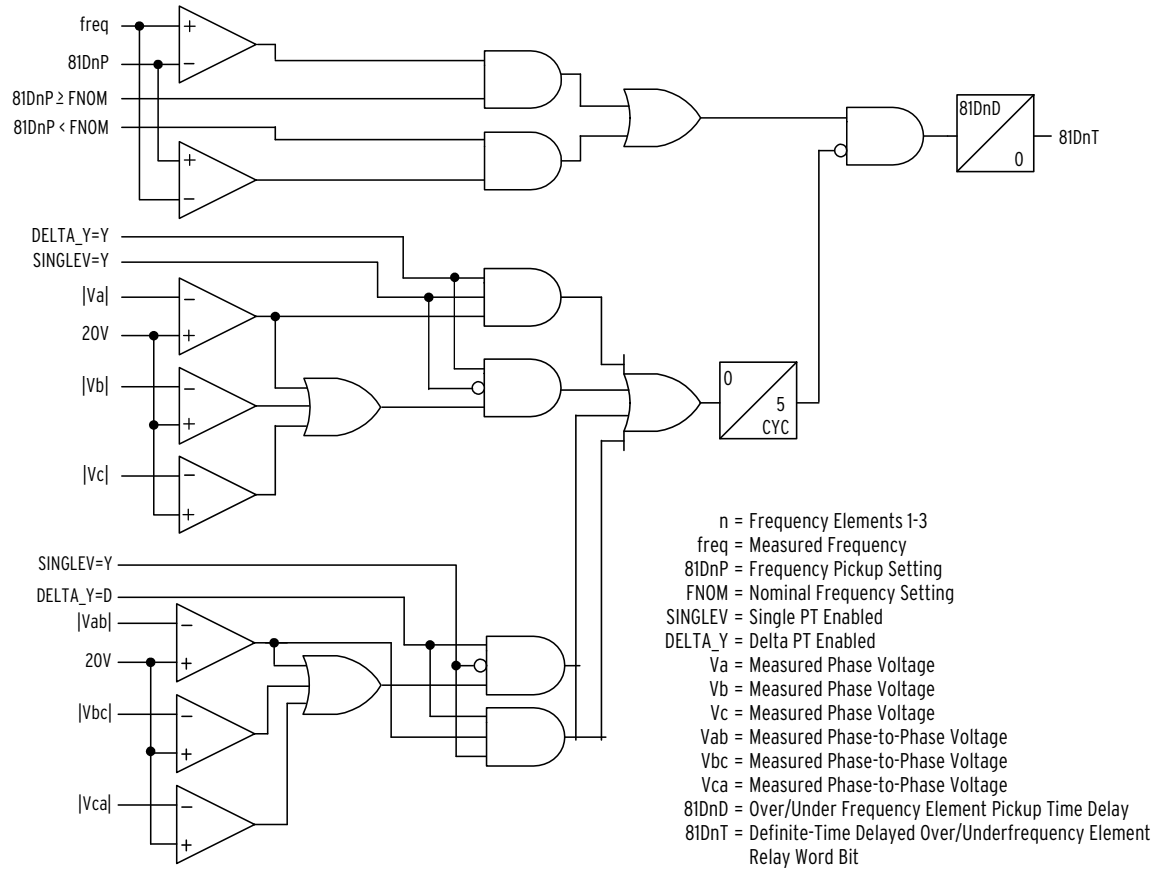 freq
+
81DnP
−
81DnP ≥ FNOM
81DnP < FNOM
+
−
81DnD
0
81DnT
DELTA_Y=Y
SINGLEV=Y
|Va|
−
20V
+
|Vb|
−
+
|Vc|
−
+
0
5
CYC
SINGLEV=Y
DELTA_Y=D
|Vab|
−
20V
+
|Vbc|
−
+
|Vca|
−
+
n = Frequency Elements 1-3
freq = Measured Frequency
81DnP = Frequency Pickup Setting
FNOM = Nominal Frequency Setting
SINGLEV = Single PT Enabled
DELTA_Y = Delta PT Enabled
Va = Measured Phase Voltage
Vb = Measured Phase Voltage
Vc = Measured Phase Voltage
Vab = Measured Phase-to-Phase Voltage
Vbc = Measured Phase-to-Phase Voltage
Vca = Measured Phase-to-Phase Voltage
81DnD = Over/Under Frequency Element Pickup Time Delay
81DnT = Definite-Time Delayed Over/Underfrequency Element
Relay Word Bit